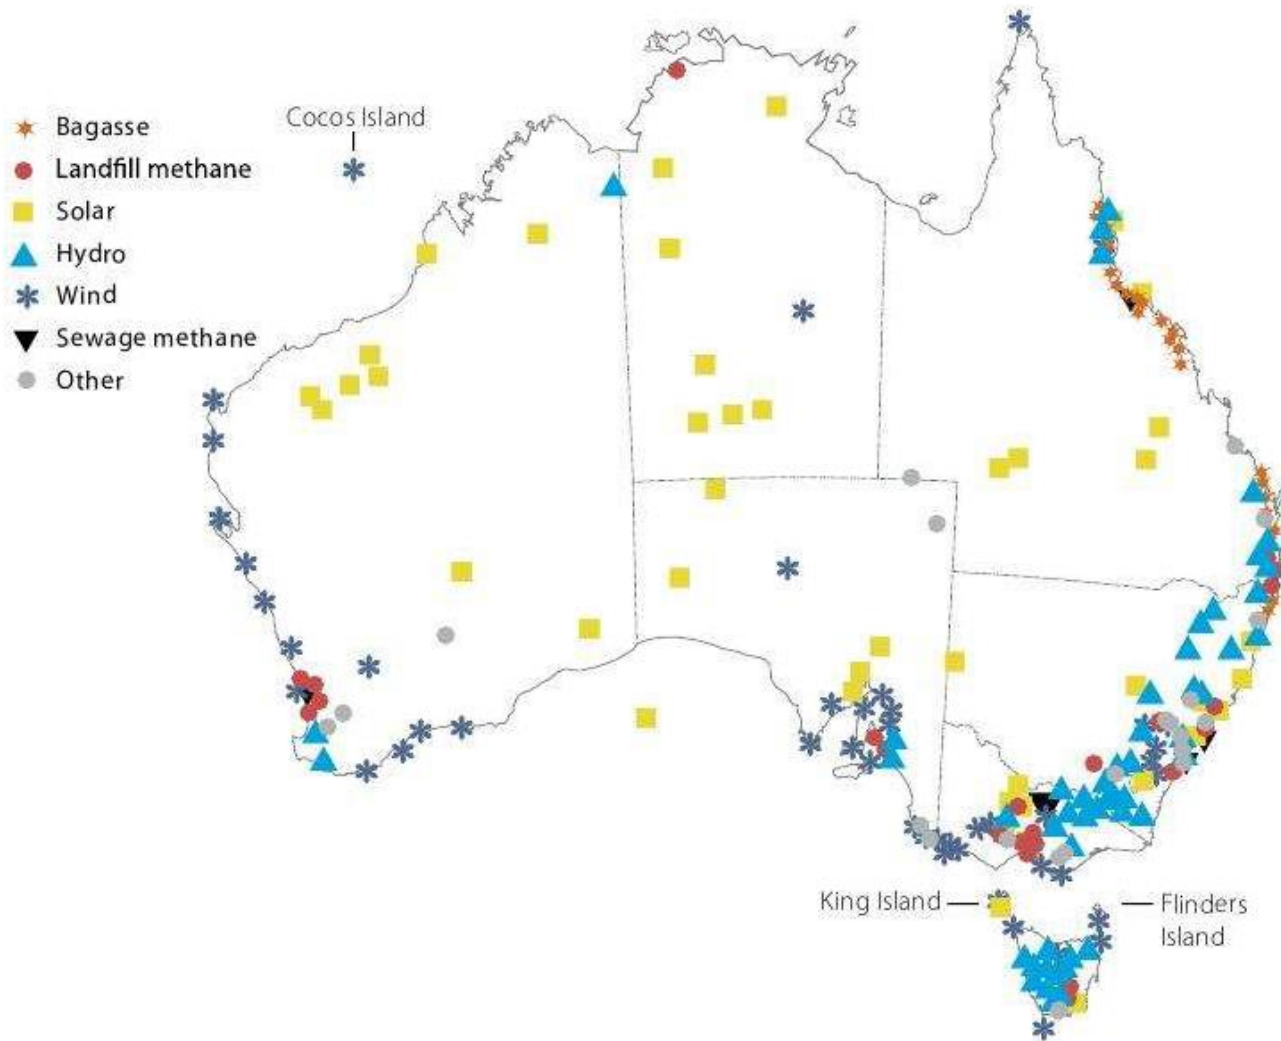 Cocos Island
Bagasse
Landfill methane
Solar
Hydro
Wind
Sewage methane
Other
King Island
Flinders
Island